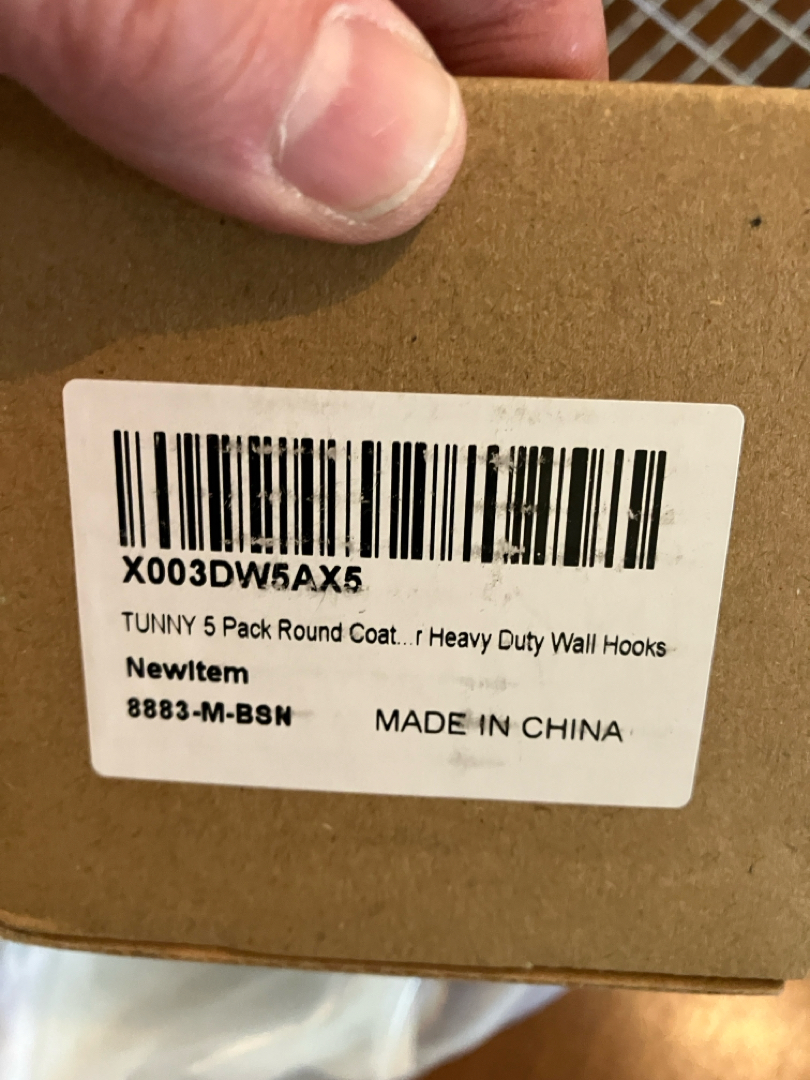 X003DW5AX5
TUNNY 5 Pack Round Coat...r Heavy Duty Wall Hooks
NewItem
8883-M-BSN
MADE IN CHINA